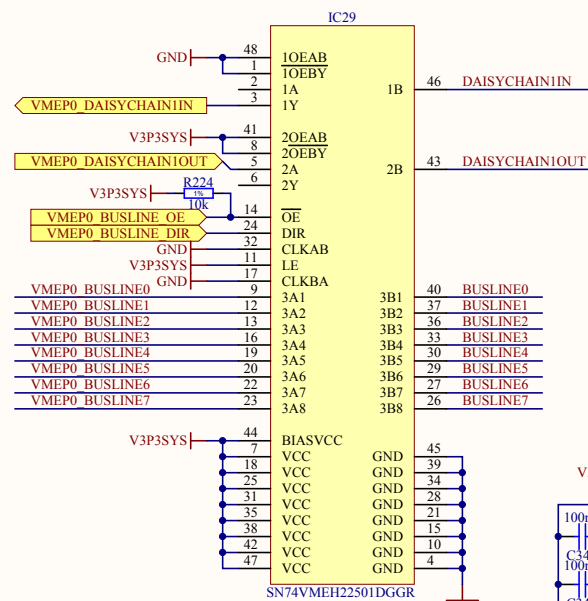 IC29
GND 48 1OEAB
1 1OEBY
2 1A 1B 46 DAISYCHAIN1IN
VMEP0_DAISYCHAIN1IN 3 1Y
V3P3SYS 41 2OEAB
8 2OEBY
VMEP0_DAISYCHAIN1OUT 5 2A 2B 43 DAISYCHAIN1OUT
6 2Y
R224
V3P3SYS 1%
10k
VMEP0_BUSLINE_OE 14 OE
VMEP0_BUSLINE_DIR 24 DIR
GND 32 CLKAB
V3P3SYS 11 LE
GND 17 CLKBA
VMEP0_BUSLINE0 9 3A1 3B1 40 BUSLINE0
VMEP0_BUSLINE1 12 3A2 3B2 37 BUSLINE1
VMEP0_BUSLINE2 13 3A3 3B3 36 BUSLINE2
VMEP0_BUSLINE3 16 3A4 3B4 33 BUSLINE3
VMEP0_BUSLINE4 19 3A5 3B5 30 BUSLINE4
VMEP0_BUSLINE5 20 3A6 3B6 29 BUSLINE5
VMEP0_BUSLINE6 22 3A7 3B7 27 BUSLINE6
VMEP0_BUSLINE7 23 3A8 3B8 26 BUSLINE7
V3P3SYS 44 BIASVCC
7 VCC GND 45
18 VCC GND 39
25 VCC GND 34
31 VCC GND 28
35 VCC GND 21
38 VCC GND 15
42 VCC GND 10
47 VCC GND 4
SN74VMEH22501DGGR
V
100n
C34
100n